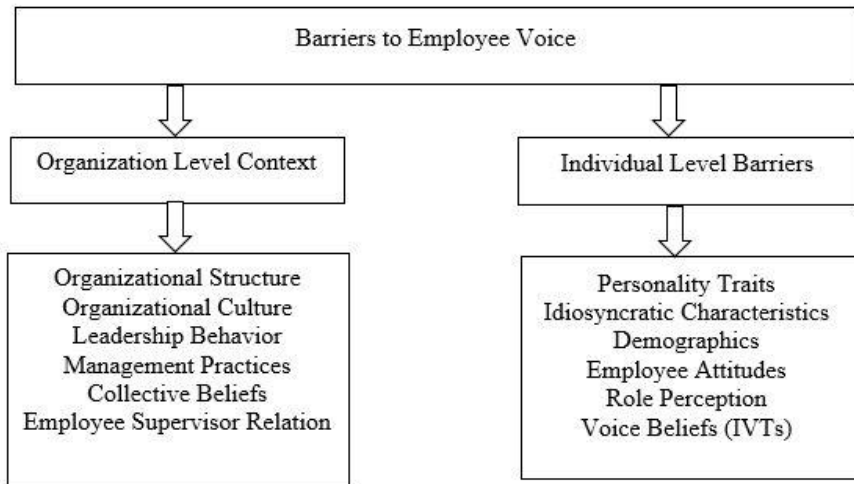 Barriers to Employee Voice
Organization Level Context
Individual Level Barriers
Organizational Structure
Organizational Culture
Leadership Behavior
Management Practices
Collective Beliefs
Employee Supervisor Relation
Personality Traits
Idiosyncratic Characteristics
Demographics
Employee Attitudes
Role Perception
Voice Beliefs (IVTs)